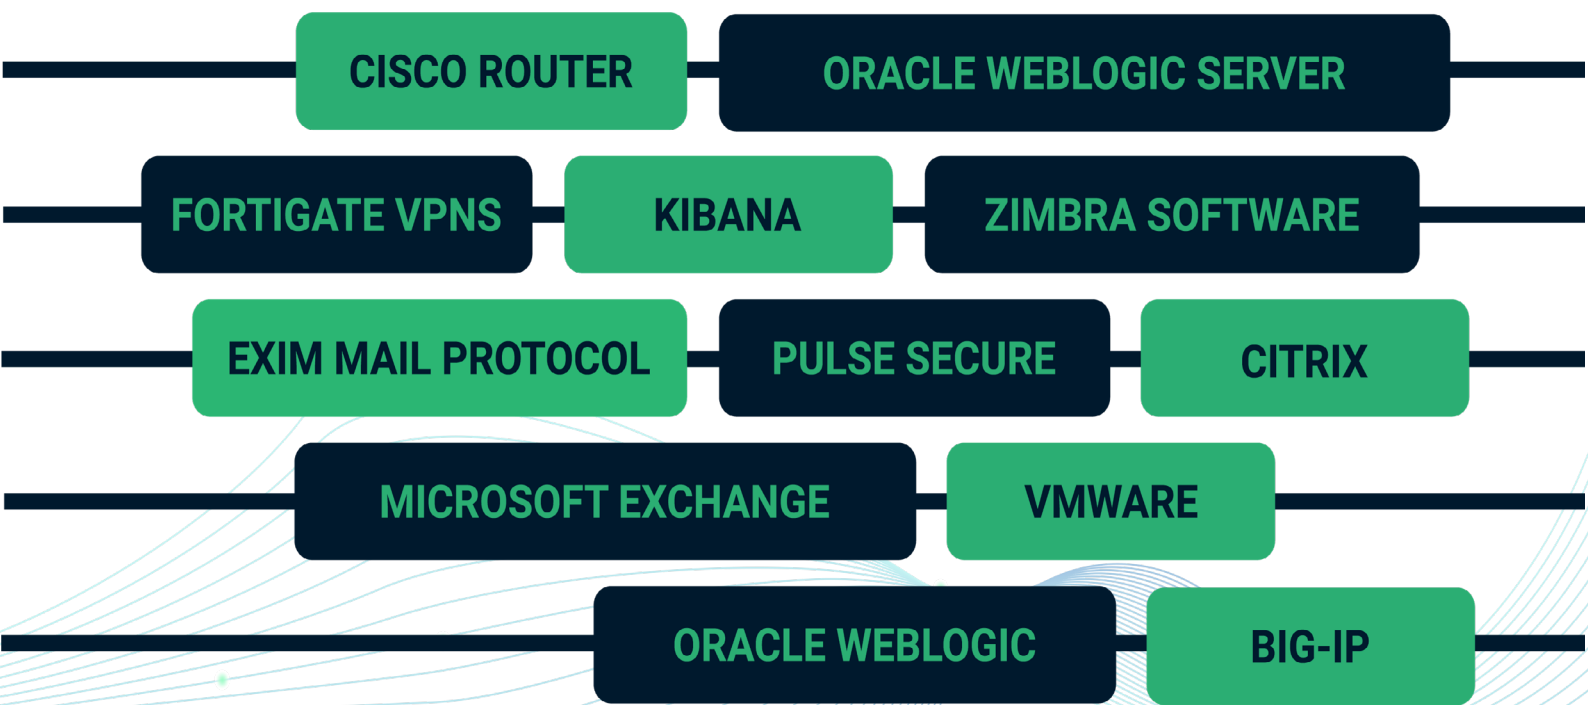 CISCO ROUTER ORACLE WEBLOGIC SERVER
FORTIGATE VPNS KIBANA ZIMBRA SOFTWARE
EXIM MAIL PROTOCOL PULSE SECURE CITRIX
MICROSOFT EXCHANGE VMWARE
ORACLE WEBLOGIC BIG-IP